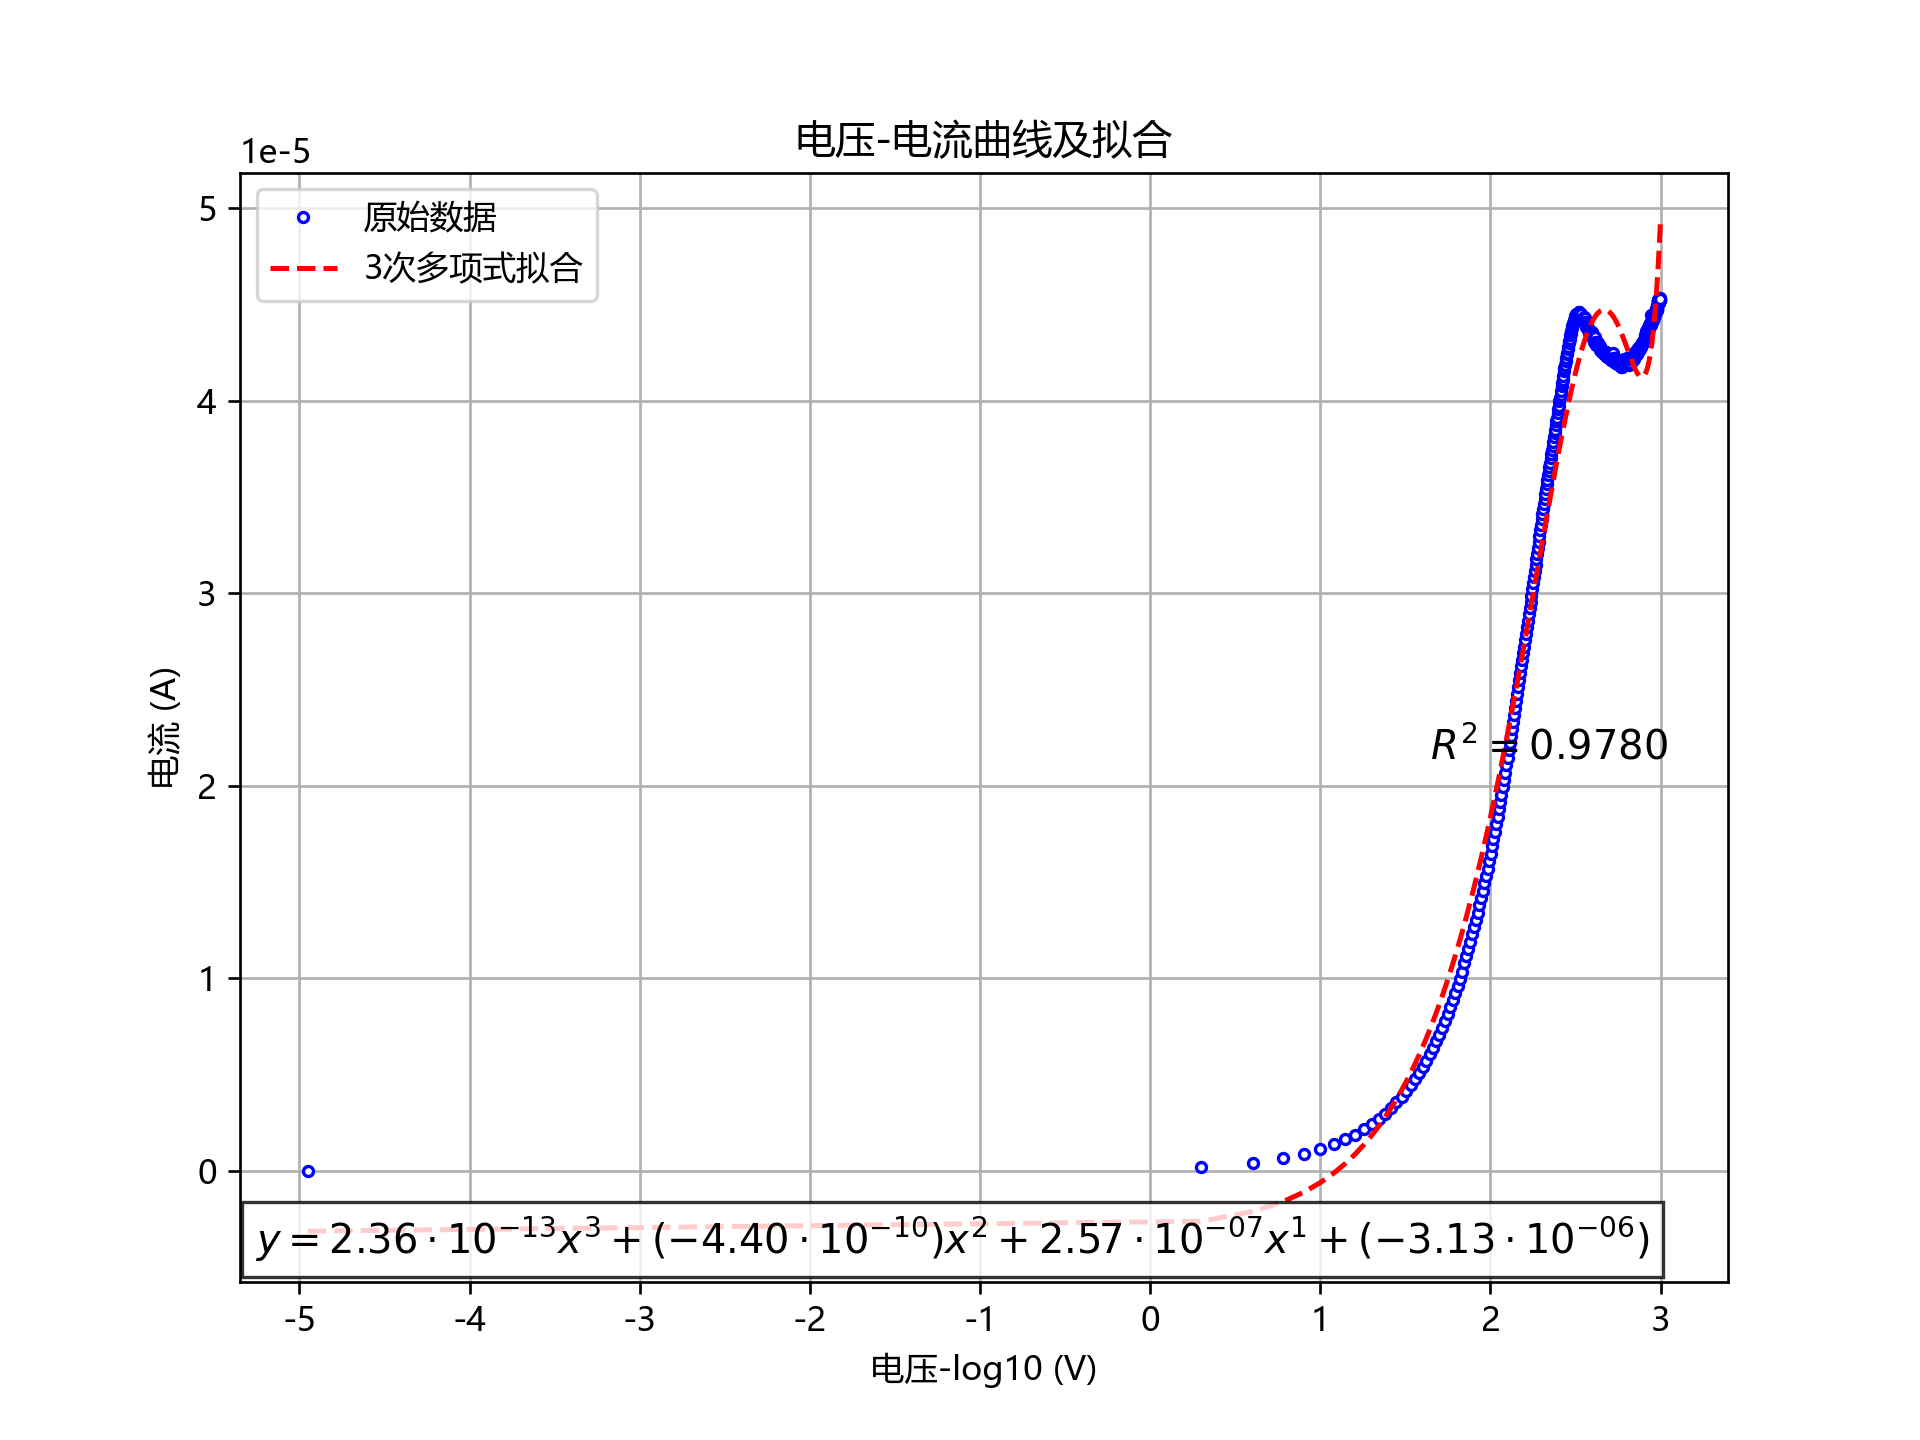 电压-电流曲线及拟合
1e-5
原始数据
3次多项式拟合
5
4
3
2
1
0
电流 (A)
R² = 0.9780
y = 2.36 · 10⁻¹³x³ + (−4.40 · 10⁻¹⁰)x² + 2.57 · 10⁻⁰⁷x¹ + (−3.13 · 10⁻⁰⁶)
-5 -4 -3 -2 -1 0 1 2 3
电压-log10 (V)